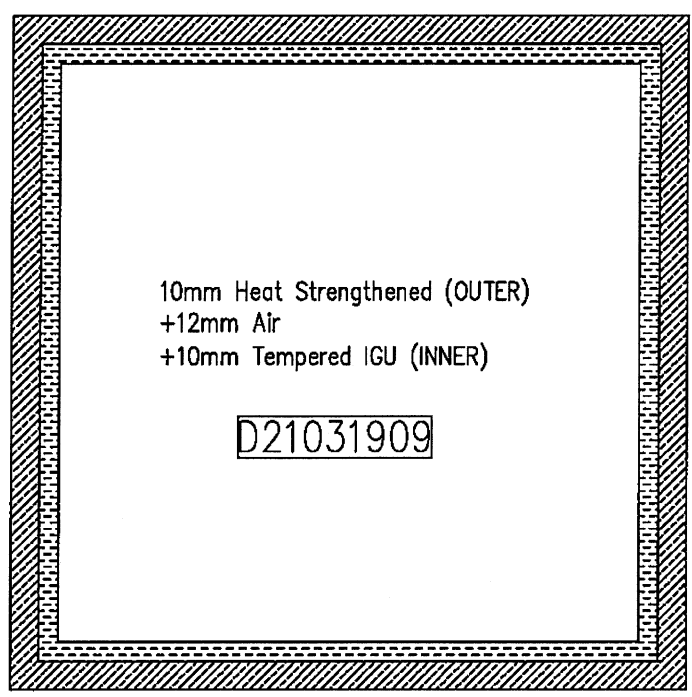 10mm Heat Strengthened (OUTER)
+12mm Air
+10mm Tempered IGU (INNER)
D21031909